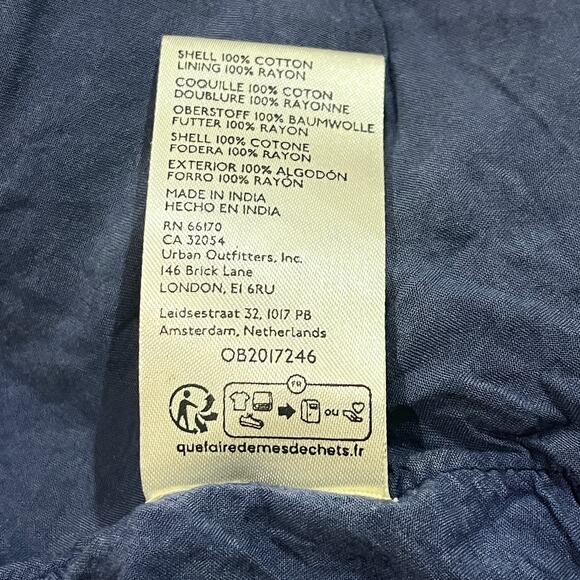 SHELL 100% COTTON
LINING 100% RAYON
COQUILLE 100% COTON
DOUBLURE 100% RAYONNE
OBERSTOFF 100% BAUMWOLLE
FUTTER 100% RAYON
SHELL 100% COTONE
FODERA 100% RAYON
EXTERIOR 100% ALGODÓN
FORRO 100% RAYÓN
MADE IN INDIA
HECHO EN INDIA
RN 66170
CA 32054
Urban Outfitters, Inc.
146 Brick Lane
LONDON, E1 6RU
Leidsestraat 32, 1017 PB
Amsterdam, Netherlands
OB2017246
FR
ou
quefairedemesdechets.fr